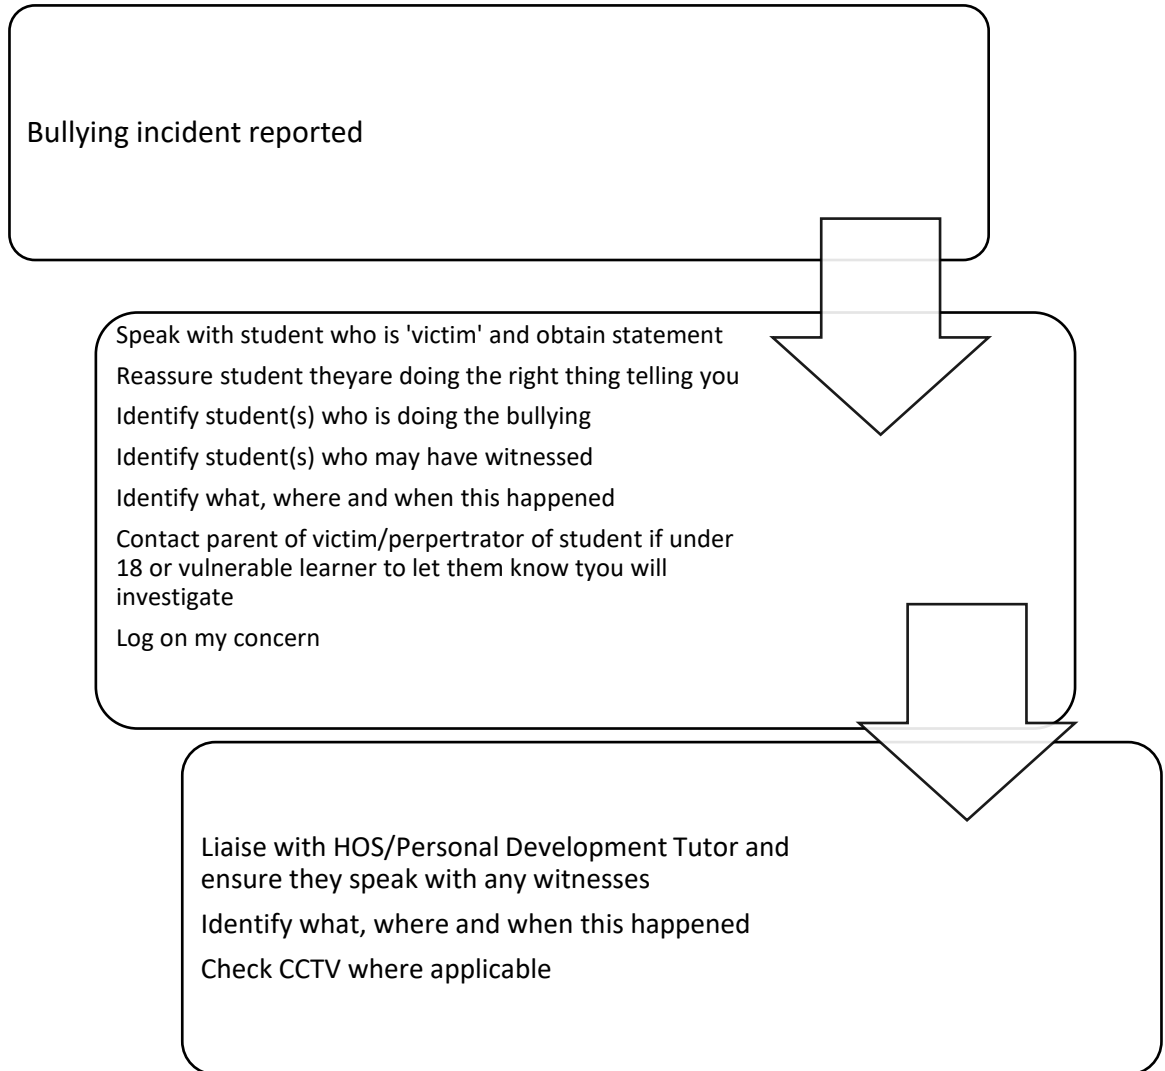 Bullying incident reported
Speak with student who is 'victim' and obtain statement
Reassure student theyare doing the right thing telling you
Identify student(s) who is doing the bullying
Identify student(s) who may have witnessed
Identify what, where and when this happened
Contact parent of victim/perpertrator of student if under
18 or vulnerable learner to let them know tyou will
investigate
Log on my concern
Liaise with HOS/Personal Development Tutor and
ensure they speak with any witnesses
Identify what, where and when this happened
Check CCTV where applicable